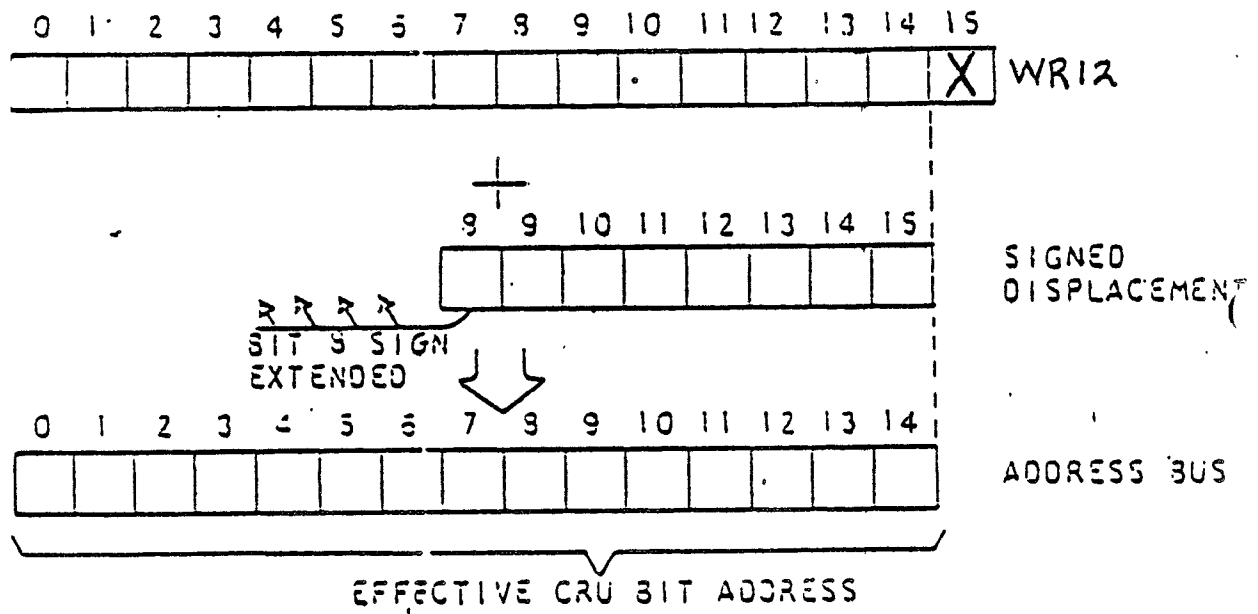 0 1 2 3 4 5 6 7 8 9 10 11 12 13 14 15
X WR12
+
8 9 10 11 12 13 14 15
SIGNED
DISPLACEMENT
BIT 8 SIGN
EXTENDED
0 1 2 3 4 5 6 7 8 9 10 11 12 13 14
ADDRESS BUS
EFFECTIVE CRU BIT ADDRESS